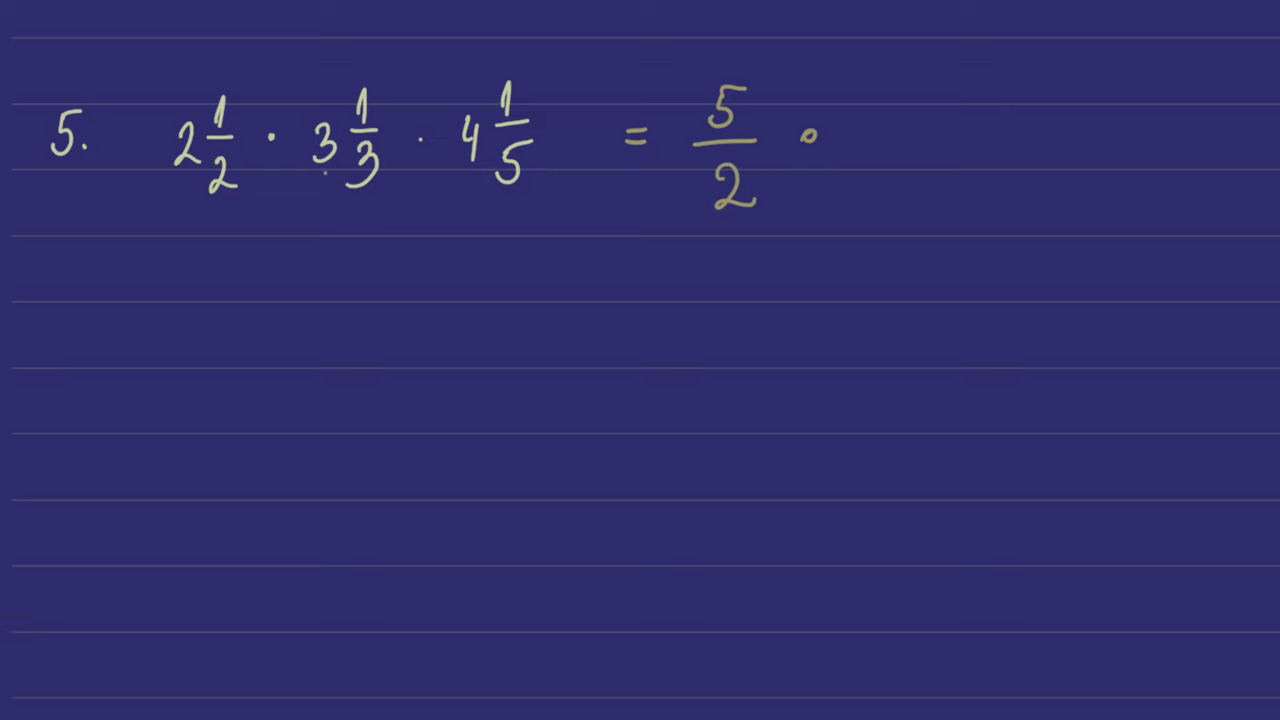 5. 2 1/2 · 3 1/3 · 4 1/5 = 5/2 ·